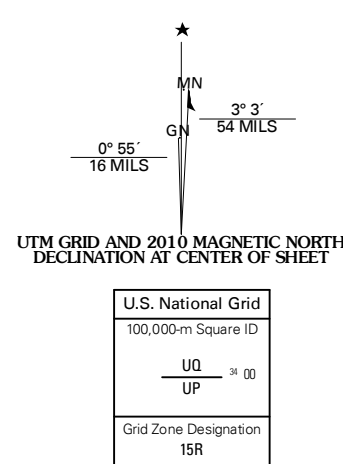 MN
3° 3´
54 MILS
GN
0° 55´
16 MILS
UTM GRID AND 2010 MAGNETIC NORTH
DECLINATION AT CENTER OF SHEET
U.S. National Grid
100,000-m Square ID
UQ
34 00
UP
Grid Zone Designation
15R